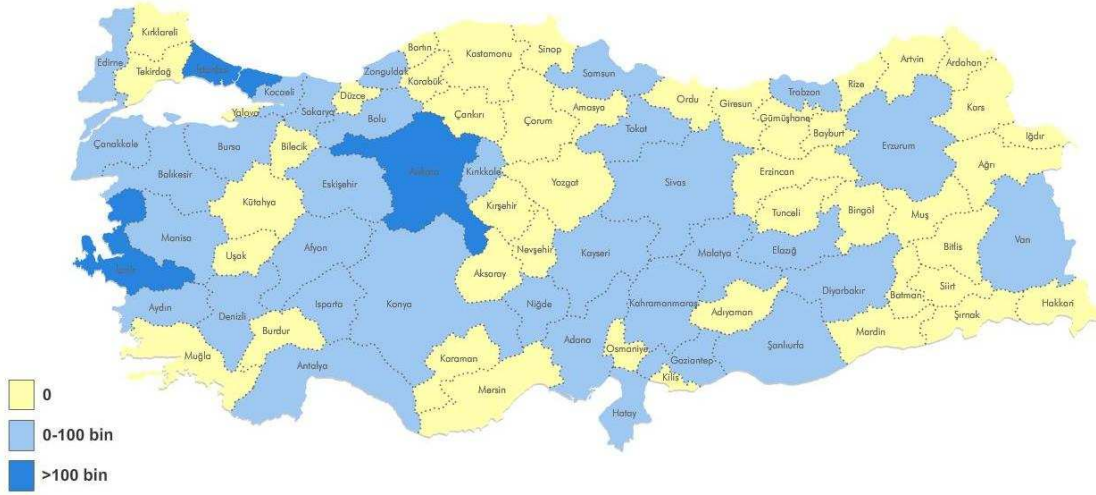 Kırklareli
Edirne
Tekirdağ
İstanbul
Kocaeli
Yalova
Sakarya
Düzce
Zonguldak
Bartın
Karabük
Kastamonu
Sinop
Samsun
Çankırı
Çorum
Amasya
Ordu
Giresun
Trabzon
Gümüşhane
Bayburt
Rize
Artvin
Ardahan
Kars
Iğdır
Erzurum
Ağrı
Çanakkale
Balıkesir
Bursa
Bilecik
Bolu
Eskişehir
Ankara
Kırıkkale
Yozgat
Tokat
Sivas
Erzincan
Tunceli
Bingöl
Muş
Bitlis
Van
Kütahya
Manisa
Uşak
Afyon
Kırşehir
Nevşehir
Aksaray
Kayseri
Malatya
Elazığ
Diyarbakır
Batman
Siirt
Şırnak
Hakkari
İzmir
Aydın
Denizli
Isparta
Burdur
Konya
Niğde
Kahramanmaraş
Adıyaman
Şanlıurfa
Mardin
Muğla
Antalya
Karaman
Mersin
Adana
Osmaniye
Gaziantep
Kilis
Hatay
0
0-100 bin
>100 bin